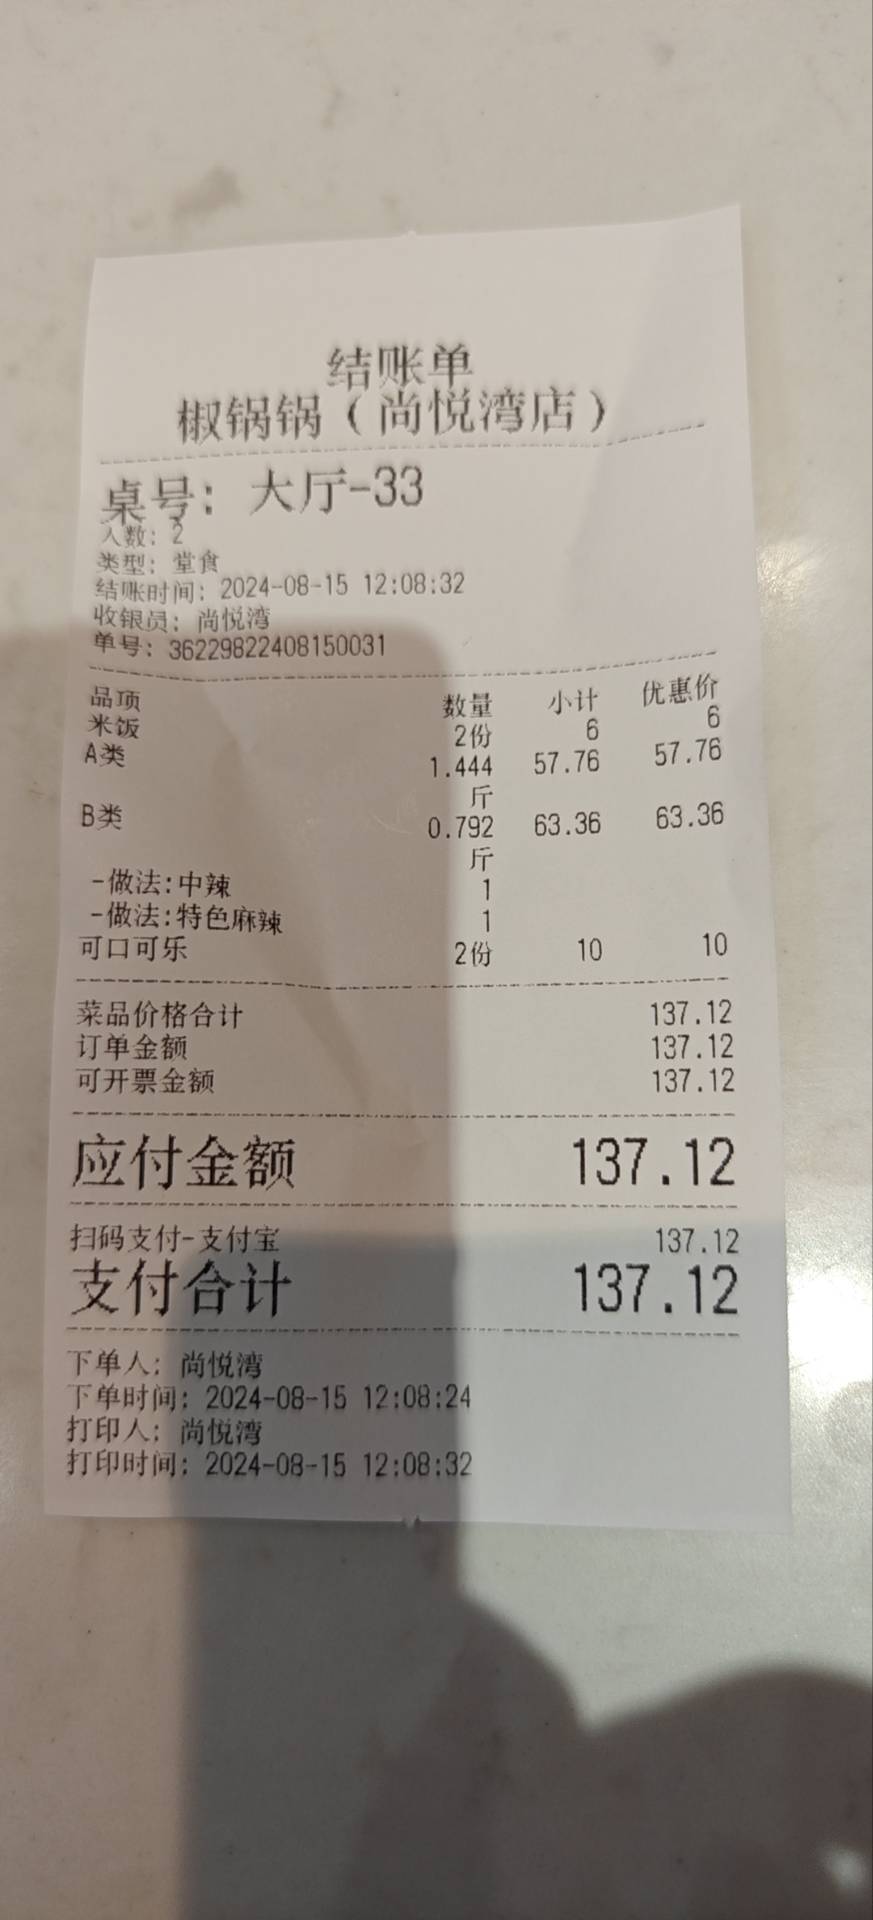 结账单
椒锅锅（尚悦湾店）
桌号: 大厅-33
人数: 2
类型: 堂食
结账时间: 2024-08-15 12:08:32
收银员: 尚悦湾
单号: 36229822408150031
品项 数量 小计 优惠价
米饭 2份 6 6
A类 1.444 57.76 57.76
斤
B类 0.792 63.36 63.36
斤
-做法:中辣 1
-做法:特色麻辣 1
可口可乐 2份 10 10
菜品价格合计 137.12
订单金额 137.12
可开票金额 137.12
应付金额 137.12
扫码支付-支付宝 137.12
支付合计 137.12
下单人: 尚悦湾
下单时间: 2024-08-15 12:08:24
打印人: 尚悦湾
打印时间: 2024-08-15 12:08:32